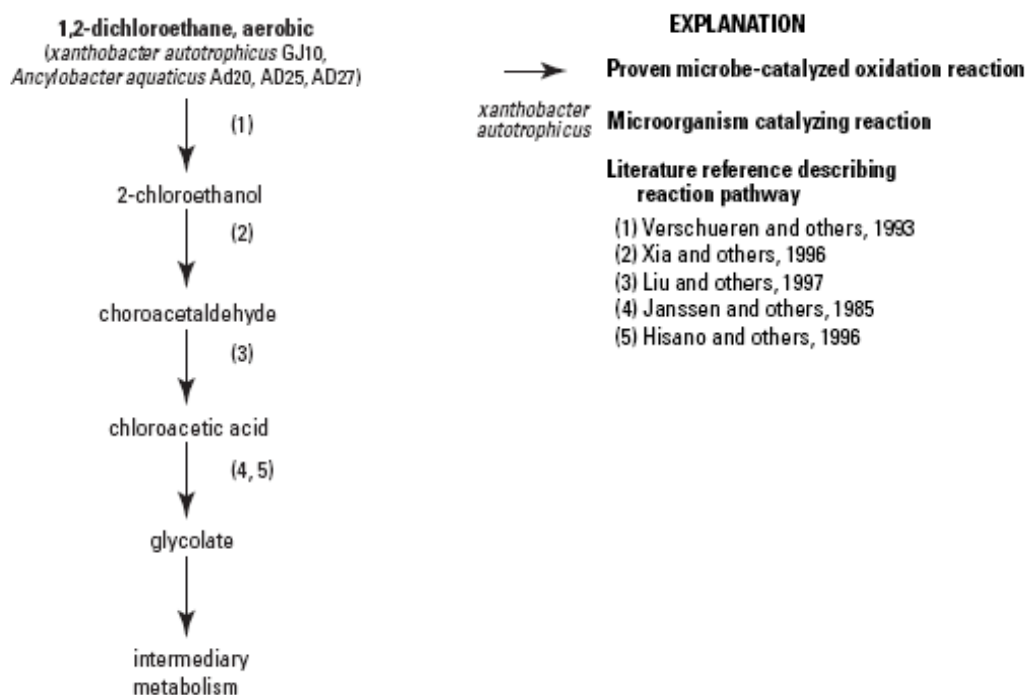 1,2-dichloroethane, aerobic
(xanthobacter autotrophicus GJ10,
Ancylobacter aquaticus Ad20, AD25, AD27)
(1)
2-chloroethanol
(2)
choroacetaldehyde
(3)
chloroacetic acid
(4, 5)
glycolate
intermediary
metabolism
EXPLANATION
Proven microbe-catalyzed oxidation reaction
xanthobacter
autotrophicus
Microorganism catalyzing reaction
Literature reference describing
reaction pathway
(1) Verschueren and others, 1993
(2) Xia and others, 1996
(3) Liu and others, 1997
(4) Janssen and others, 1985
(5) Hisano and others, 1996